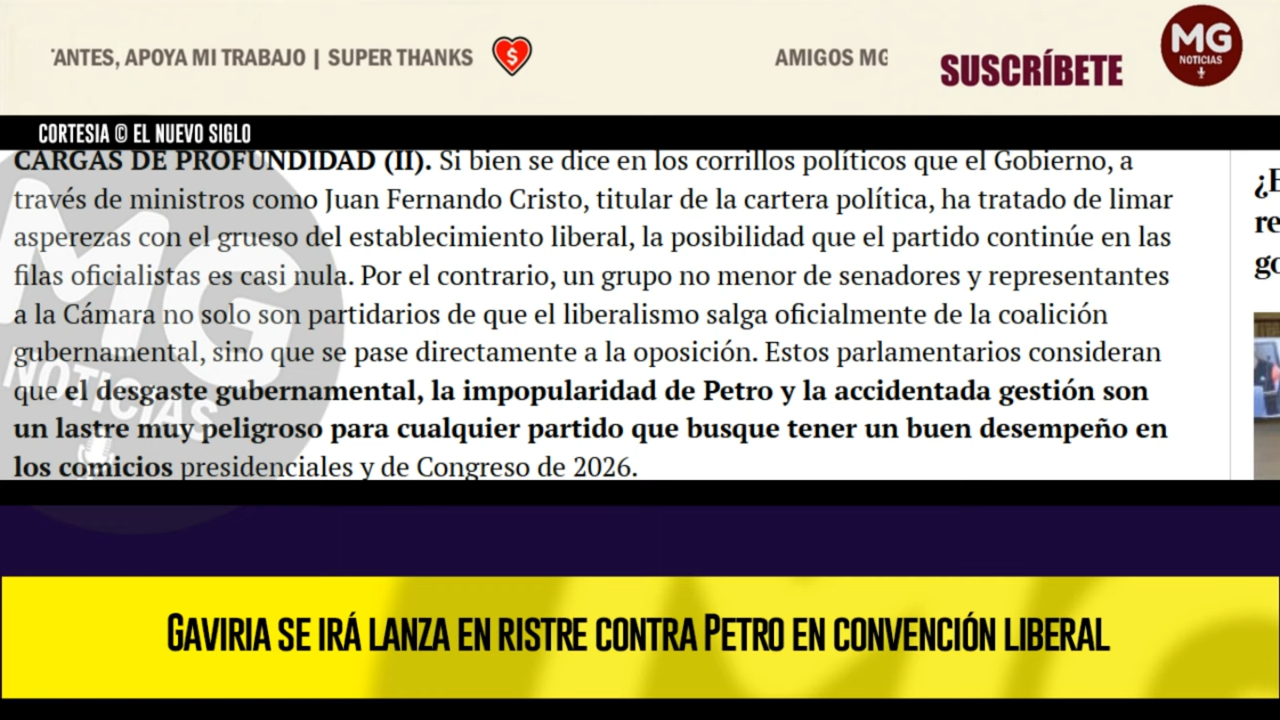 'ANTES, APOYA MI TRABAJO | SUPER THANKS
AMIGOS MG
SUSCRÍBETE
MG
NOTICIAS
CORTESIA © EL NUEVO SIGLO
CARGAS DE PROFUNDIDAD (II). Si bien se dice en los corrillos políticos que el Gobierno, a
través de ministros como Juan Fernando Cristo, titular de la cartera política, ha tratado de limar
asperezas con el grueso del establecimiento liberal, la posibilidad que el partido continúe en las
filas oficialistas es casi nula. Por el contrario, un grupo no menor de senadores y representantes
a la Cámara no solo son partidarios de que el liberalismo salga oficialmente de la coalición
gubernamental, sino que se pase directamente a la oposición. Estos parlamentarios consideran
que el desgaste gubernamental, la impopularidad de Petro y la accidentada gestión son
un lastre muy peligroso para cualquier partido que busque tener un buen desempeño en
los comicios presidenciales y de Congreso de 2026.
MG
NOTICIAS
¿E
re
go
GAVIRIA SE IRÁ LANZA EN RISTRE CONTRA PETRO EN CONVENCIÓN LIBERAL